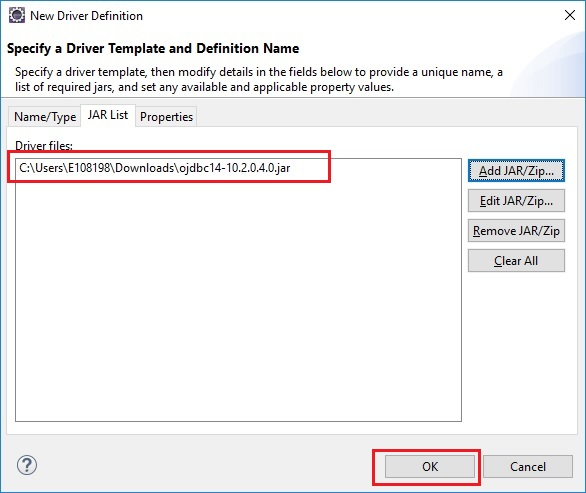 New Driver Definition
Specify a Driver Template and Definition Name
Specify a driver template, then modify details in the fields below to provide a unique name, a
list of required jars, and set any available and applicable property values.
Name/Type JAR List Properties
Driver files:
C:\Users\E108198\Downloads\ojdbc14-10.2.0.4.0.jar
Add JAR/Zip...
Edit JAR/Zip...
Remove JAR/Zip
Clear All
?
OK Cancel